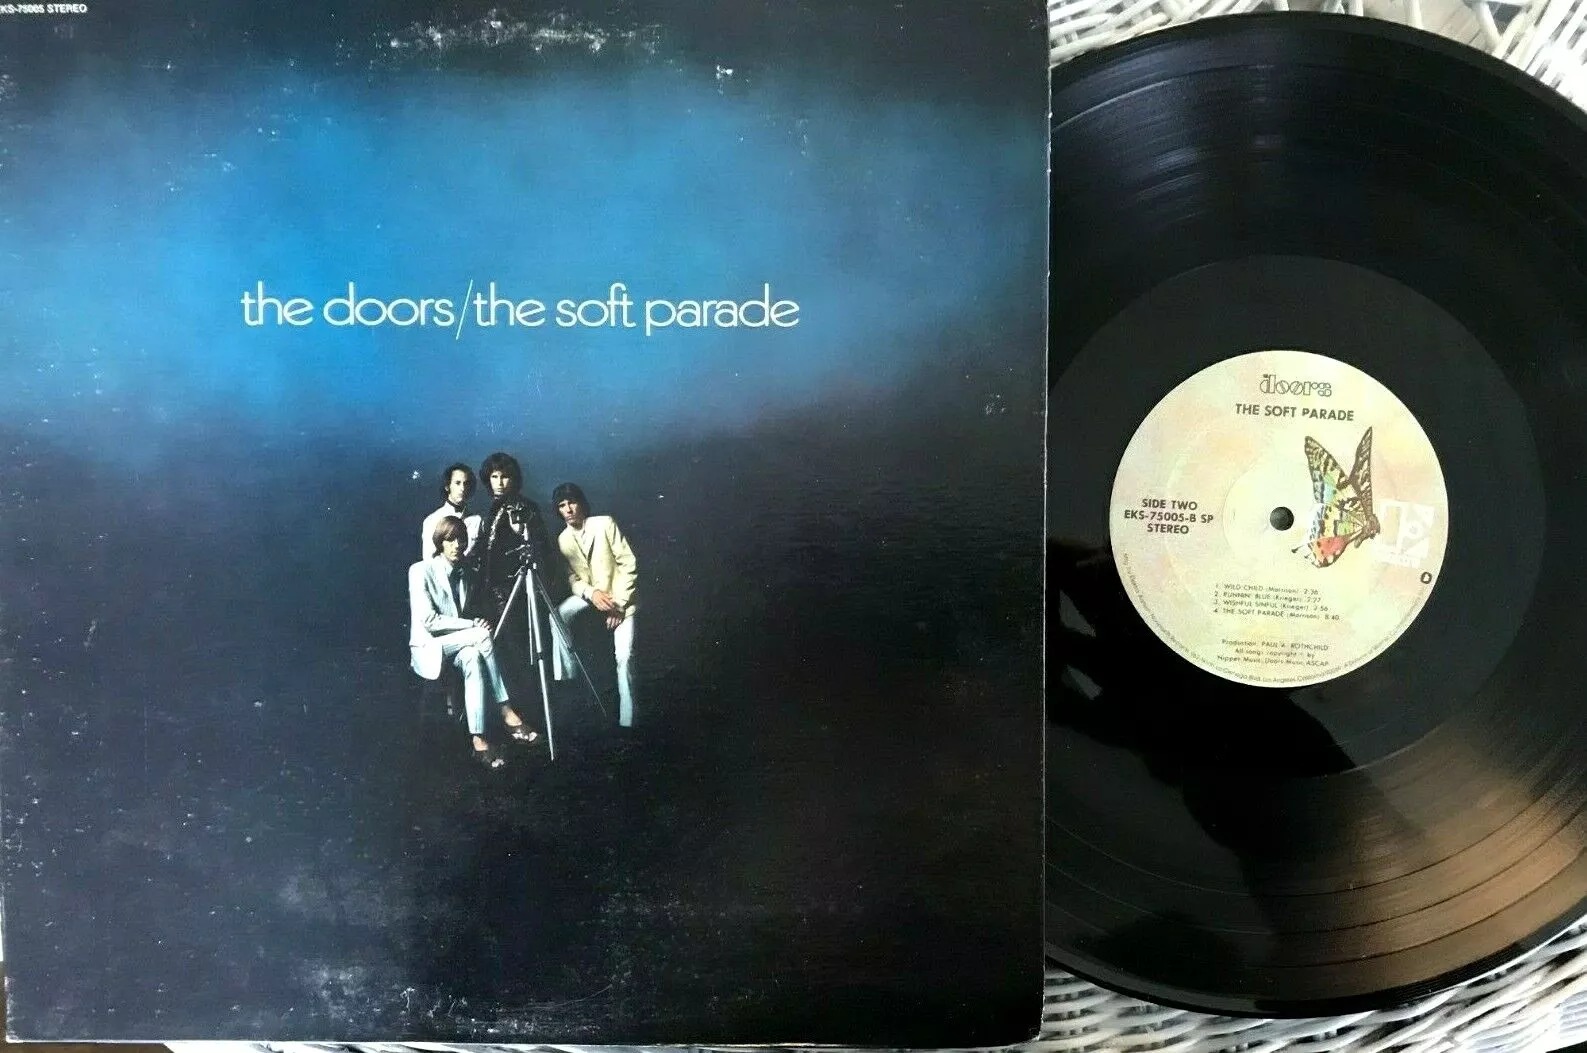 EKS-75005 STEREO
the doors/the soft parade
the doors
THE SOFT PARADE
SIDE TWO
EKS-75005-B SP
STEREO
1. WILD CHILD (Morrison) 2:36
2. RUNNIN' BLUE (Krieger) 2:27
3. WISHFUL SINFUL (Krieger) 2:56
4. THE SOFT PARADE (Morrison) 8:40
Production: PAUL A. ROTHCHILD
All songs copyright © by
Nipper Music, Doors Music, ASCAP